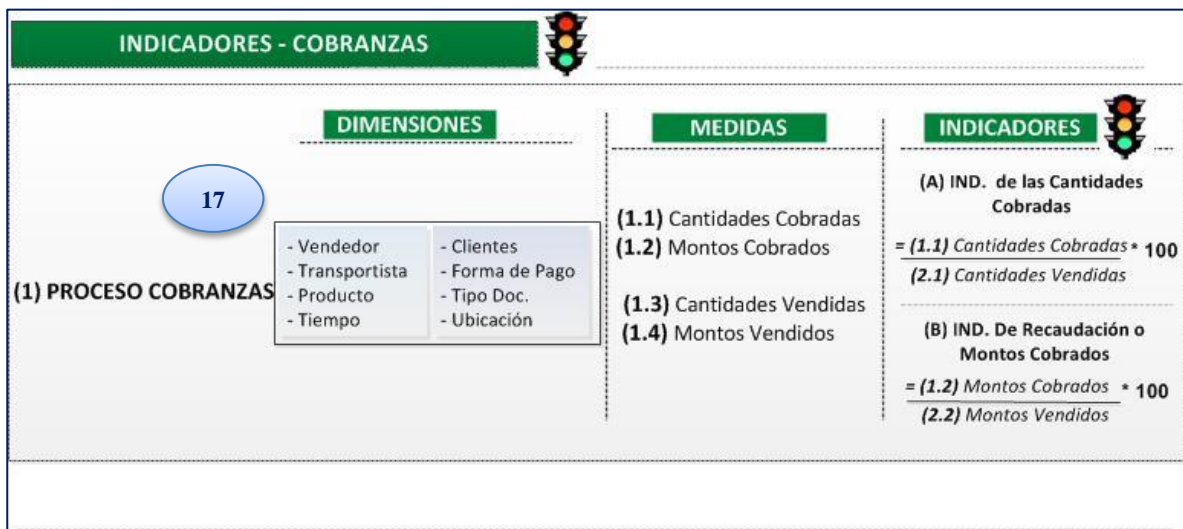 INDICADORES - COBRANZAS
DIMENSIONES
MEDIDAS
INDICADORES
17
(1) PROCESO COBRANZAS
- Vendedor
- Transportista
- Producto
- Tiempo
- Clientes
- Forma de Pago
- Tipo Doc.
- Ubicación
(1.1) Cantidades Cobradas
(1.2) Montos Cobrados
(1.3) Cantidades Vendidas
(1.4) Montos Vendidos
(A) IND. de las Cantidades
Cobradas
= (1.1) Cantidades Cobradas * 100
(2.1) Cantidades Vendidas
(B) IND. De Recaudación o
Montos Cobrados
= (1.2) Montos Cobrados * 100
(2.2) Montos Vendidos